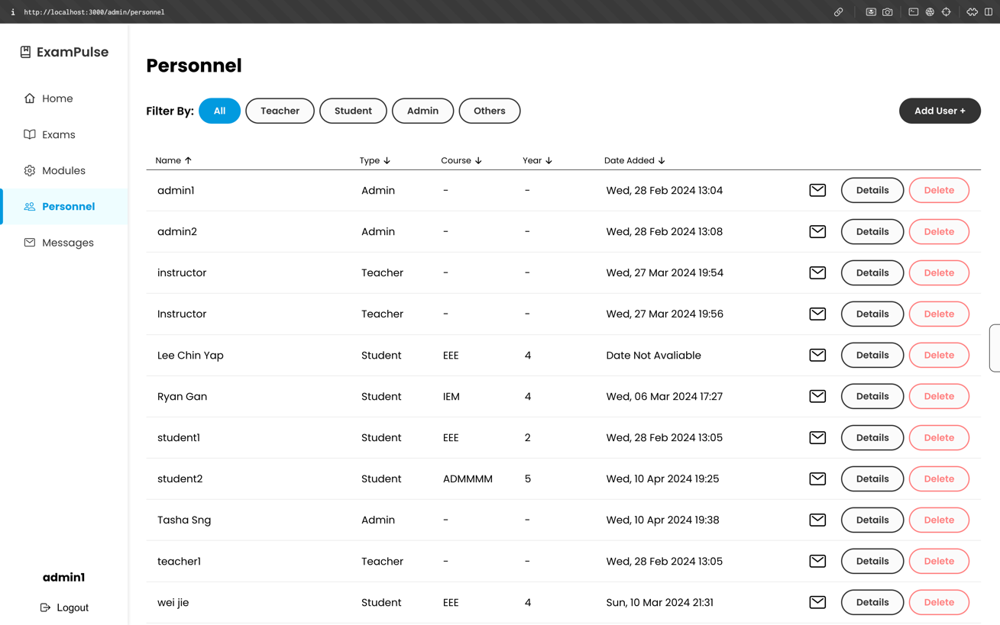 http://localhost:3000/admin/personnel
ExamPulse
Home
Exams
Modules
Personnel
Messages
admin1
Logout
Personnel
Filter By: All Teacher Student Admin Others Add User +
Name ↑ Type ↓ Course ↓ Year ↓ Date Added ↓
admin1 Admin - - Wed, 28 Feb 2024 13:04 Details Delete
admin2 Admin - - Wed, 28 Feb 2024 13:08 Details Delete
instructor Teacher - - Wed, 27 Mar 2024 19:54 Details Delete
Instructor Teacher - - Wed, 27 Mar 2024 19:56 Details Delete
Lee Chin Yap Student EEE 4 Date Not Avaliable Details Delete
Ryan Gan Student IEM 4 Wed, 06 Mar 2024 17:27 Details Delete
student1 Student EEE 2 Wed, 28 Feb 2024 13:05 Details Delete
student2 Student ADMMMM 5 Wed, 10 Apr 2024 19:25 Details Delete
Tasha Sng Admin - - Wed, 10 Apr 2024 19:38 Details Delete
teacher1 Teacher - - Wed, 28 Feb 2024 13:05 Details Delete
wei jie Student EEE 4 Sun, 10 Mar 2024 21:31 Details Delete